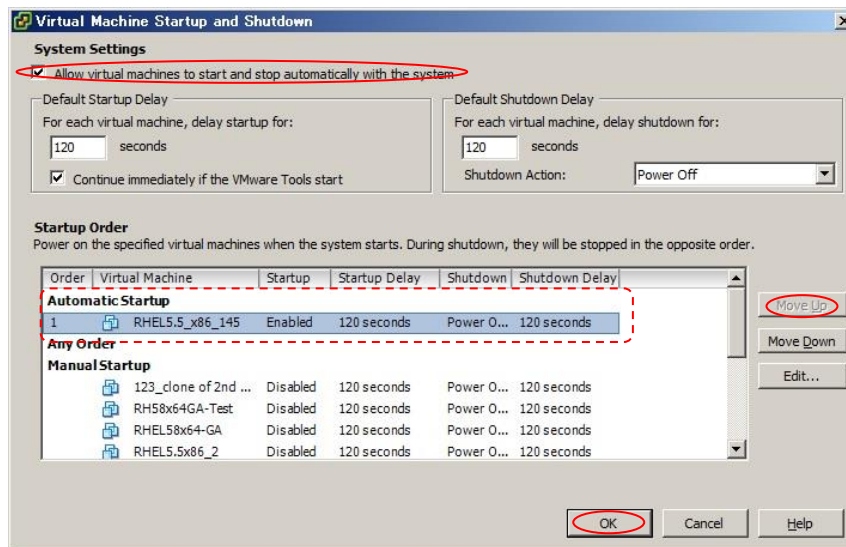 Virtual Machine Startup and Shutdown
System Settings
Allow virtual machines to start and stop automatically with the system
Default Startup Delay
For each virtual machine, delay startup for:
120 seconds
Continue immediately if the VMware Tools start
Default Shutdown Delay
For each virtual machine, delay shutdown for:
120 seconds
Shutdown Action: Power Off
Startup Order
Power on the specified virtual machines when the system starts. During shutdown, they will be stopped in the opposite order.
Order Virtual Machine Startup Startup Delay Shutdown Shutdown Delay
Automatic Startup
1 RHEL5.5_x86_145 Enabled 120 seconds Power O... 120 seconds
Any Order
Manual Startup
123_clone of 2nd ... Disabled 120 seconds Power O... 120 seconds
RH58x64GA-Test Disabled 120 seconds Power O... 120 seconds
RHEL58x64-GA Disabled 120 seconds Power O... 120 seconds
RHEL5.5x86_2 Disabled 120 seconds Power O... 120 seconds
Move Up
Move Down
Edit...
OK Cancel Help